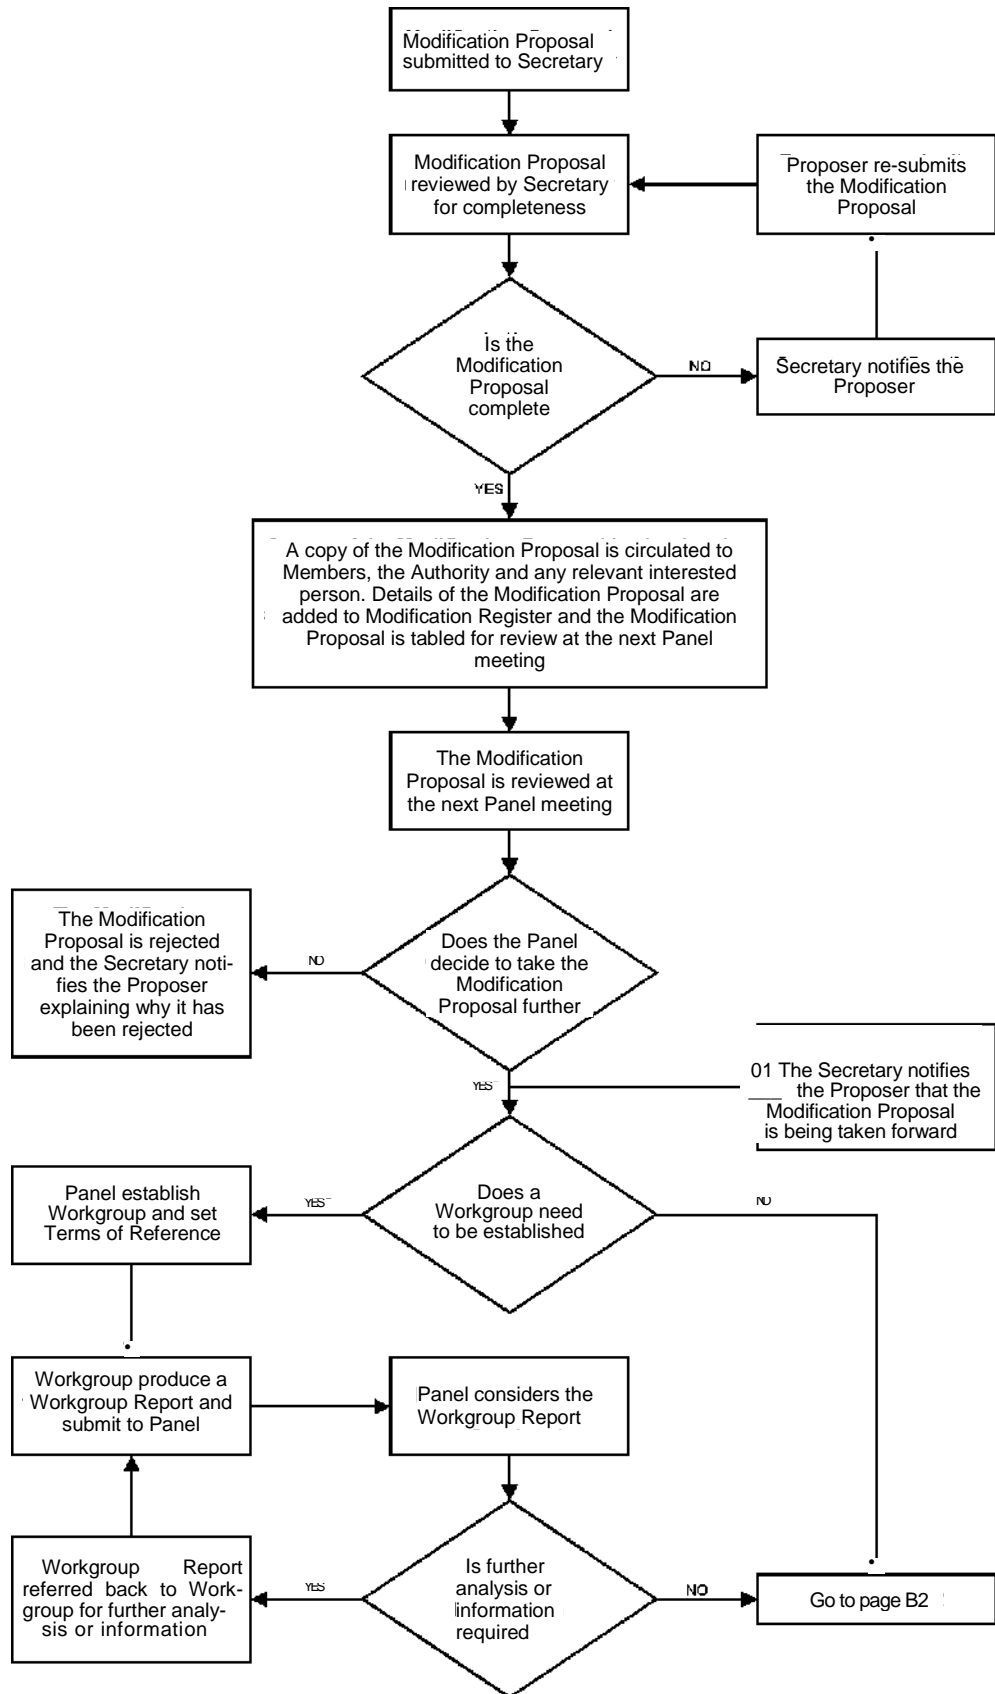 Modification Proposal
submitted to Secretary
Modification Proposal
reviewed by Secretary
for completeness
Proposer re-submits
the Modification
Proposal
Is the
Modification
Proposal
complete
NO
Secretary notifies the
Proposer
YES
A copy of the Modification Proposal is circulated to
Members, the Authority and any relevant interested
person. Details of the Modification Proposal are
added to Modification Register and the Modification
Proposal is tabled for review at the next Panel
meeting
The Modification
Proposal is reviewed at
the next Panel meeting
The Modification
Proposal is rejected
and the Secretary noti-
fies the Proposer
explaining why it has
been rejected
NO
Does the Panel
decide to take the
Modification
Proposal further
YES
01 The Secretary notifies
the Proposer that the
Modification Proposal
is being taken forward
Panel establish
Workgroup and set
Terms of Reference
YES
Does a
Workgroup need
to be established
NO
Workgroup produce a
Workgroup Report and
submit to Panel
Panel considers the
Workgroup Report
Workgroup Report
referred back to Work-
group for further analy-
sis or information
YES
Is further
analysis or
information
required
NO
Go to page B2